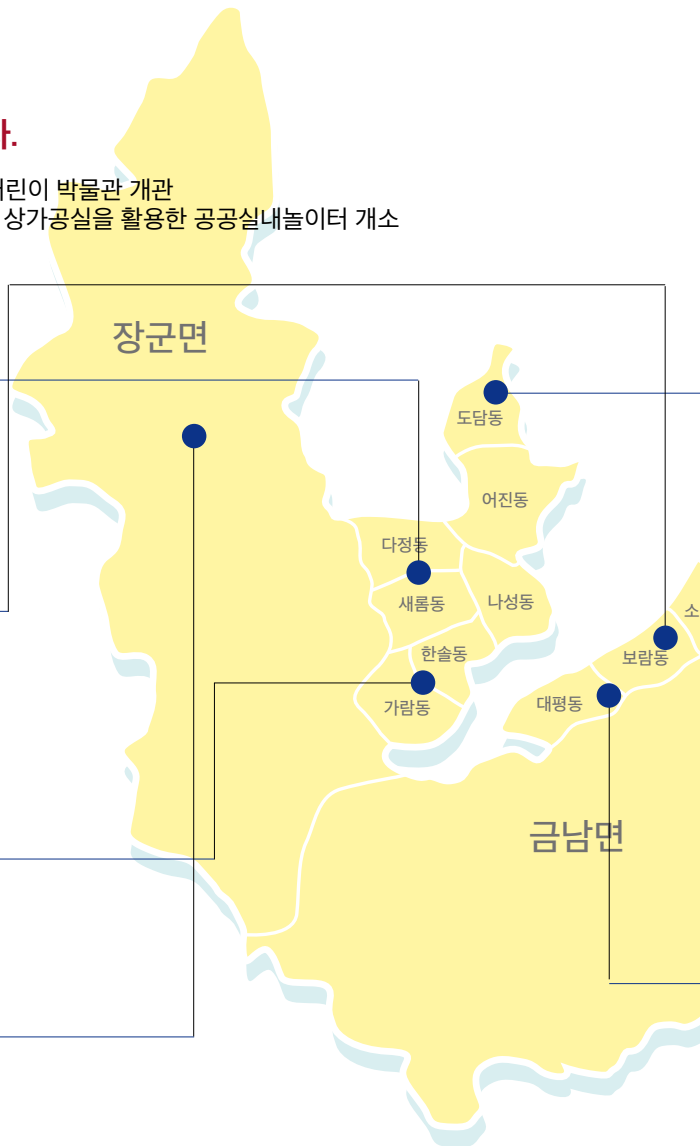 다.
어린이 박물관 개관
상가공실을 활용한 공공실내놀이터 개소
장군면
도담동
어진동
다정동
새롬동
나성동
소
한솔동
보람동
가람동
대평동
금남면